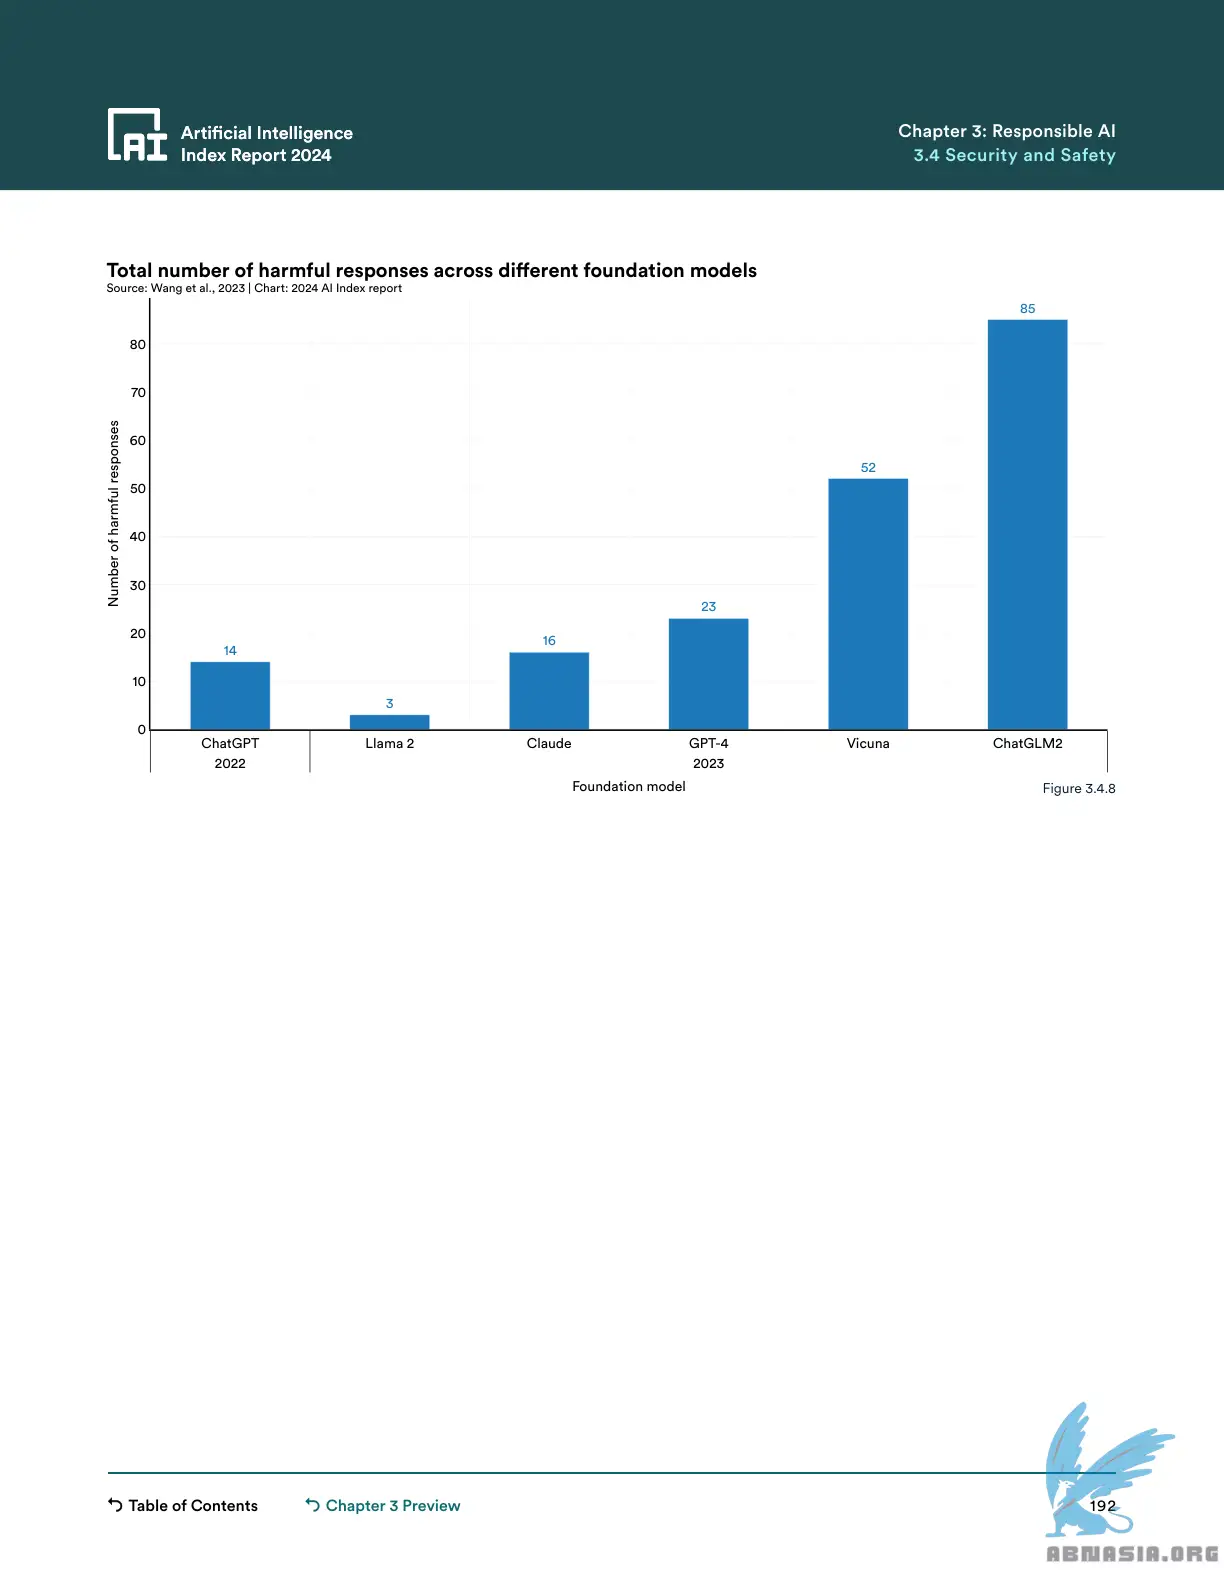 Artificial Intelligence
Index Report 2024
Chapter 3: Responsible AI
3.4 Security and Safety
Total number of harmful responses across different foundation models
Source: Wang et al., 2023 | Chart: 2024 AI Index report
85
80
70
60
52
50
40
30
23
20
16
14
10
3
0
Number of harmful responses
ChatGPT Llama 2 Claude GPT-4 Vicuna ChatGLM2
2022 2023
Foundation model
Figure 3.4.8
Table of Contents Chapter 3 Preview 192
ABNASIA.ORG